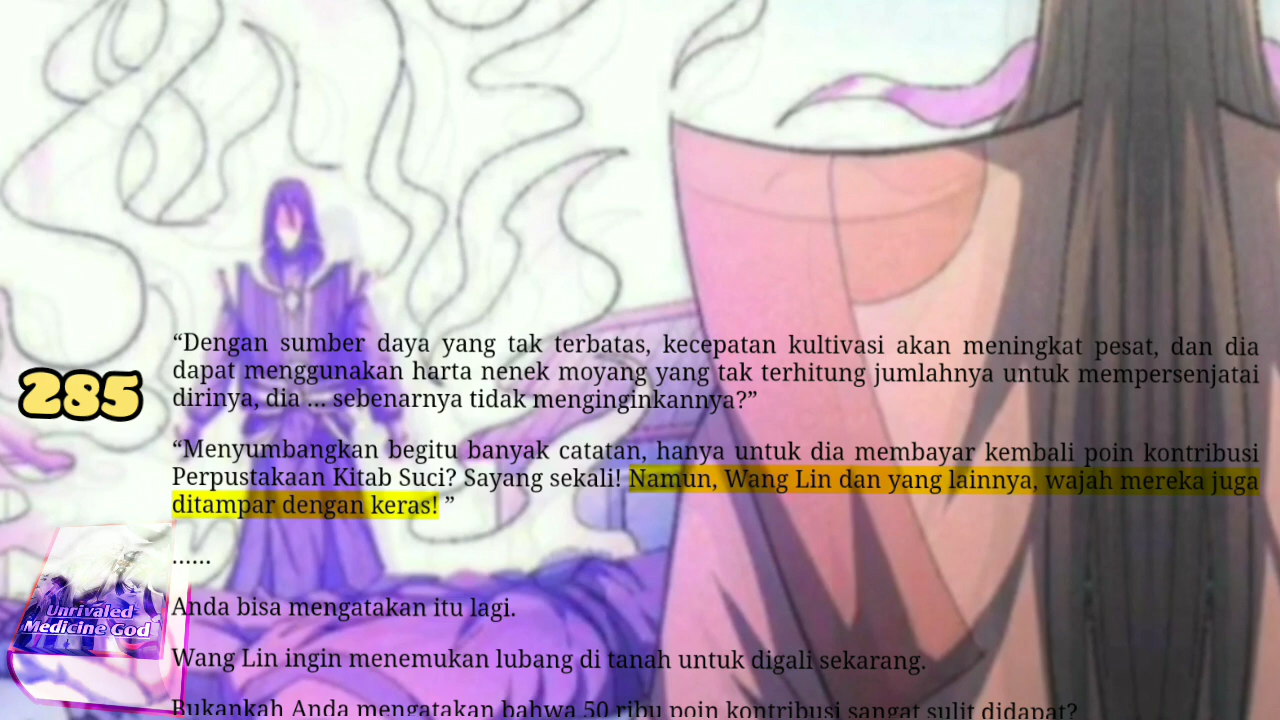 “Dengan sumber daya yang tak terbatas, kecepatan kultivasi akan meningkat pesat, dan dia
dapat menggunakan harta nenek moyang yang tak terhitung jumlahnya untuk mempersenjatai
dirinya, dia ... sebenarnya tidak menginginkannya?”
285
“Menyumbangkan begitu banyak catatan, hanya untuk dia membayar kembali poin kontribusi
Perpustakaan Kitab Suci? Sayang sekali! Namun, Wang Lin dan yang lainnya, wajah mereka juga
ditampar dengan keras! ”
......
Anda bisa mengatakan itu lagi.
Unrivaled
Medicine God
Wang Lin ingin menemukan lubang di tanah untuk digali sekarang.
Bukankah Anda mengatakan bahwa 50 ribu poin kontribusi sangat sulit didapat?